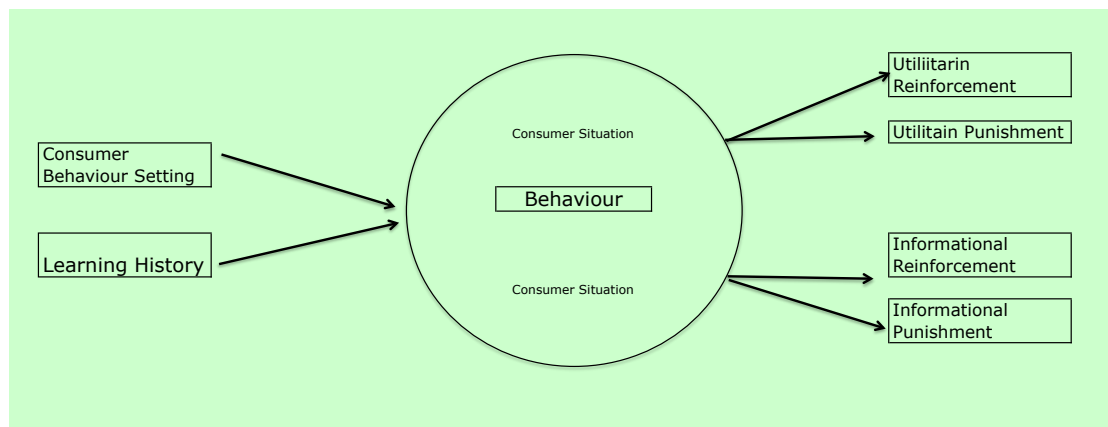 Consumer
Behaviour Setting
Learning History
Consumer Situation
Behaviour
Consumer Situation
Utiliitarin
Reinforcement
Utilitain Punishment
Informational
Reinforcement
Informational
Punishment